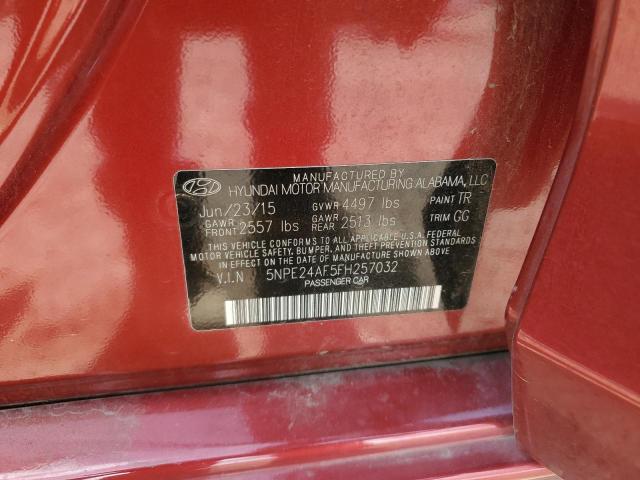 MANUFACTURED BY
HYUNDAI MOTOR MANUFACTURING ALABAMA, LLC
Jun/23/15 GVWR 4497 lbs PAINT TR
GAWR FRONT 2557 lbs GAWR REAR 2513 lbs TRIM GG
THIS VEHICLE CONFORMS TO ALL APPLICABLE U.S.A. FEDERAL
MOTOR VEHICLE SAFETY, BUMPER, AND THEFT PREVENTION STANDARDS
IN EFFECT ON THE DATE OF MANUFACTURE SHOWN ABOVE
V.I.N 5NPE24AF5FH257032
PASSENGER CAR